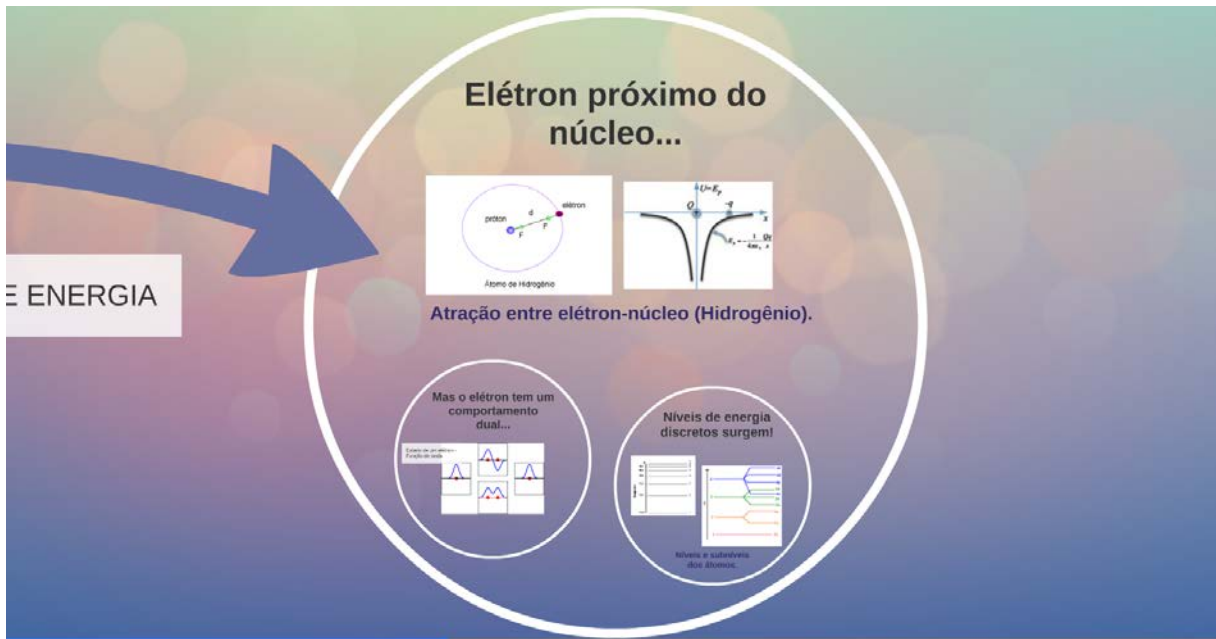 Elétron próximo do
núcleo...
E ENERGIA
próton
d
elétron
F
F
Átomo de Hidrogênio
U=Eₚ
Q
-q
x
Atração entre elétron-núcleo (Hidrogênio).
Mas o elétron tem um
comportamento
dual...
Níveis de energia
discretos surgem!
Níveis e subníveis
dos átomos.